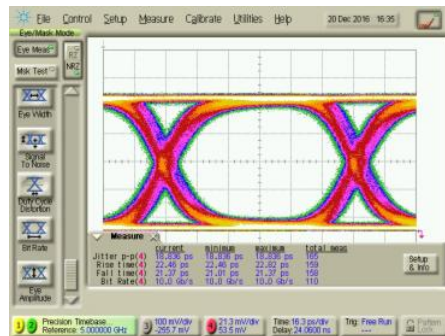 File Control Setup Measure Calibrate Utilities Help 20 Dec 2016 16:35
Eye/Mask Mode
Eye Meas
RZ
NRZ
Msk Test
Eye Width
Signal
To Noise
Duty Cycle
Distortion
Bit Rate
Eye
Amplitude
Measure
current minimum maximum total meas
Jitter p-p(4) 18.836 ps 18.836 ps 18.836 ps 165
Rise time(4) 22.46 ps 22.46 ps 22.82 ps 159
Fall time(4) 21.37 ps 21.01 ps 21.37 ps 158
Bit Rate(4) 10.0 Gb/s 10.0 Gb/s 10.0 Gb/s 110
Setup
& Info
Precision Timebase
Reference: 5.000000 GHz
100 mV/div
-255.7 mV
21.3 mV/div
53.5 mV
Time:16.3 ps/div
Delay:24.0600 ns
Trig: Free Run
Pattern
Lock